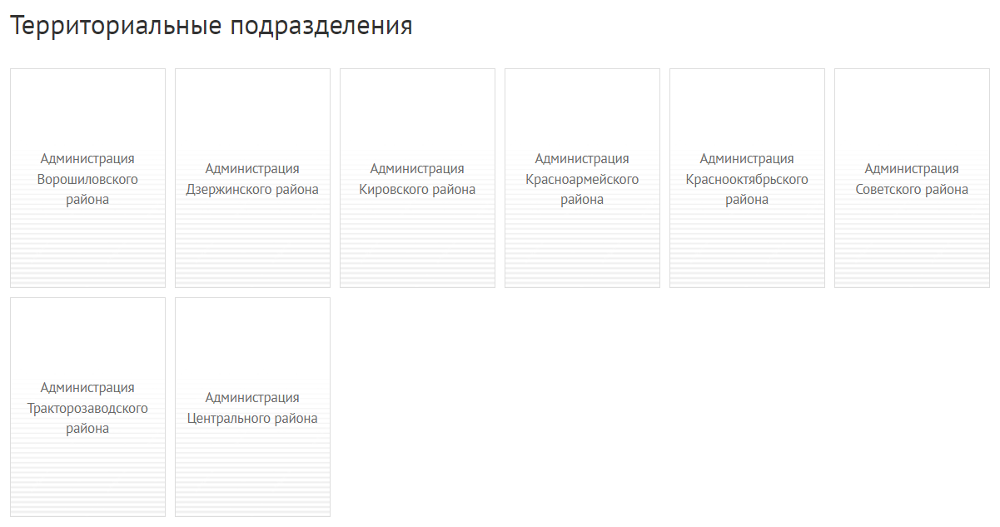 Территориальные подразделения
Администрация
Ворошиловского
района
Администрация
Дзержинского района
Администрация
Кировского района
Администрация
Красноармейского
района
Администрация
Краснооктябрьского
района
Администрация
Советского района
Администрация
Тракторозаводского
района
Администрация
Центрального района